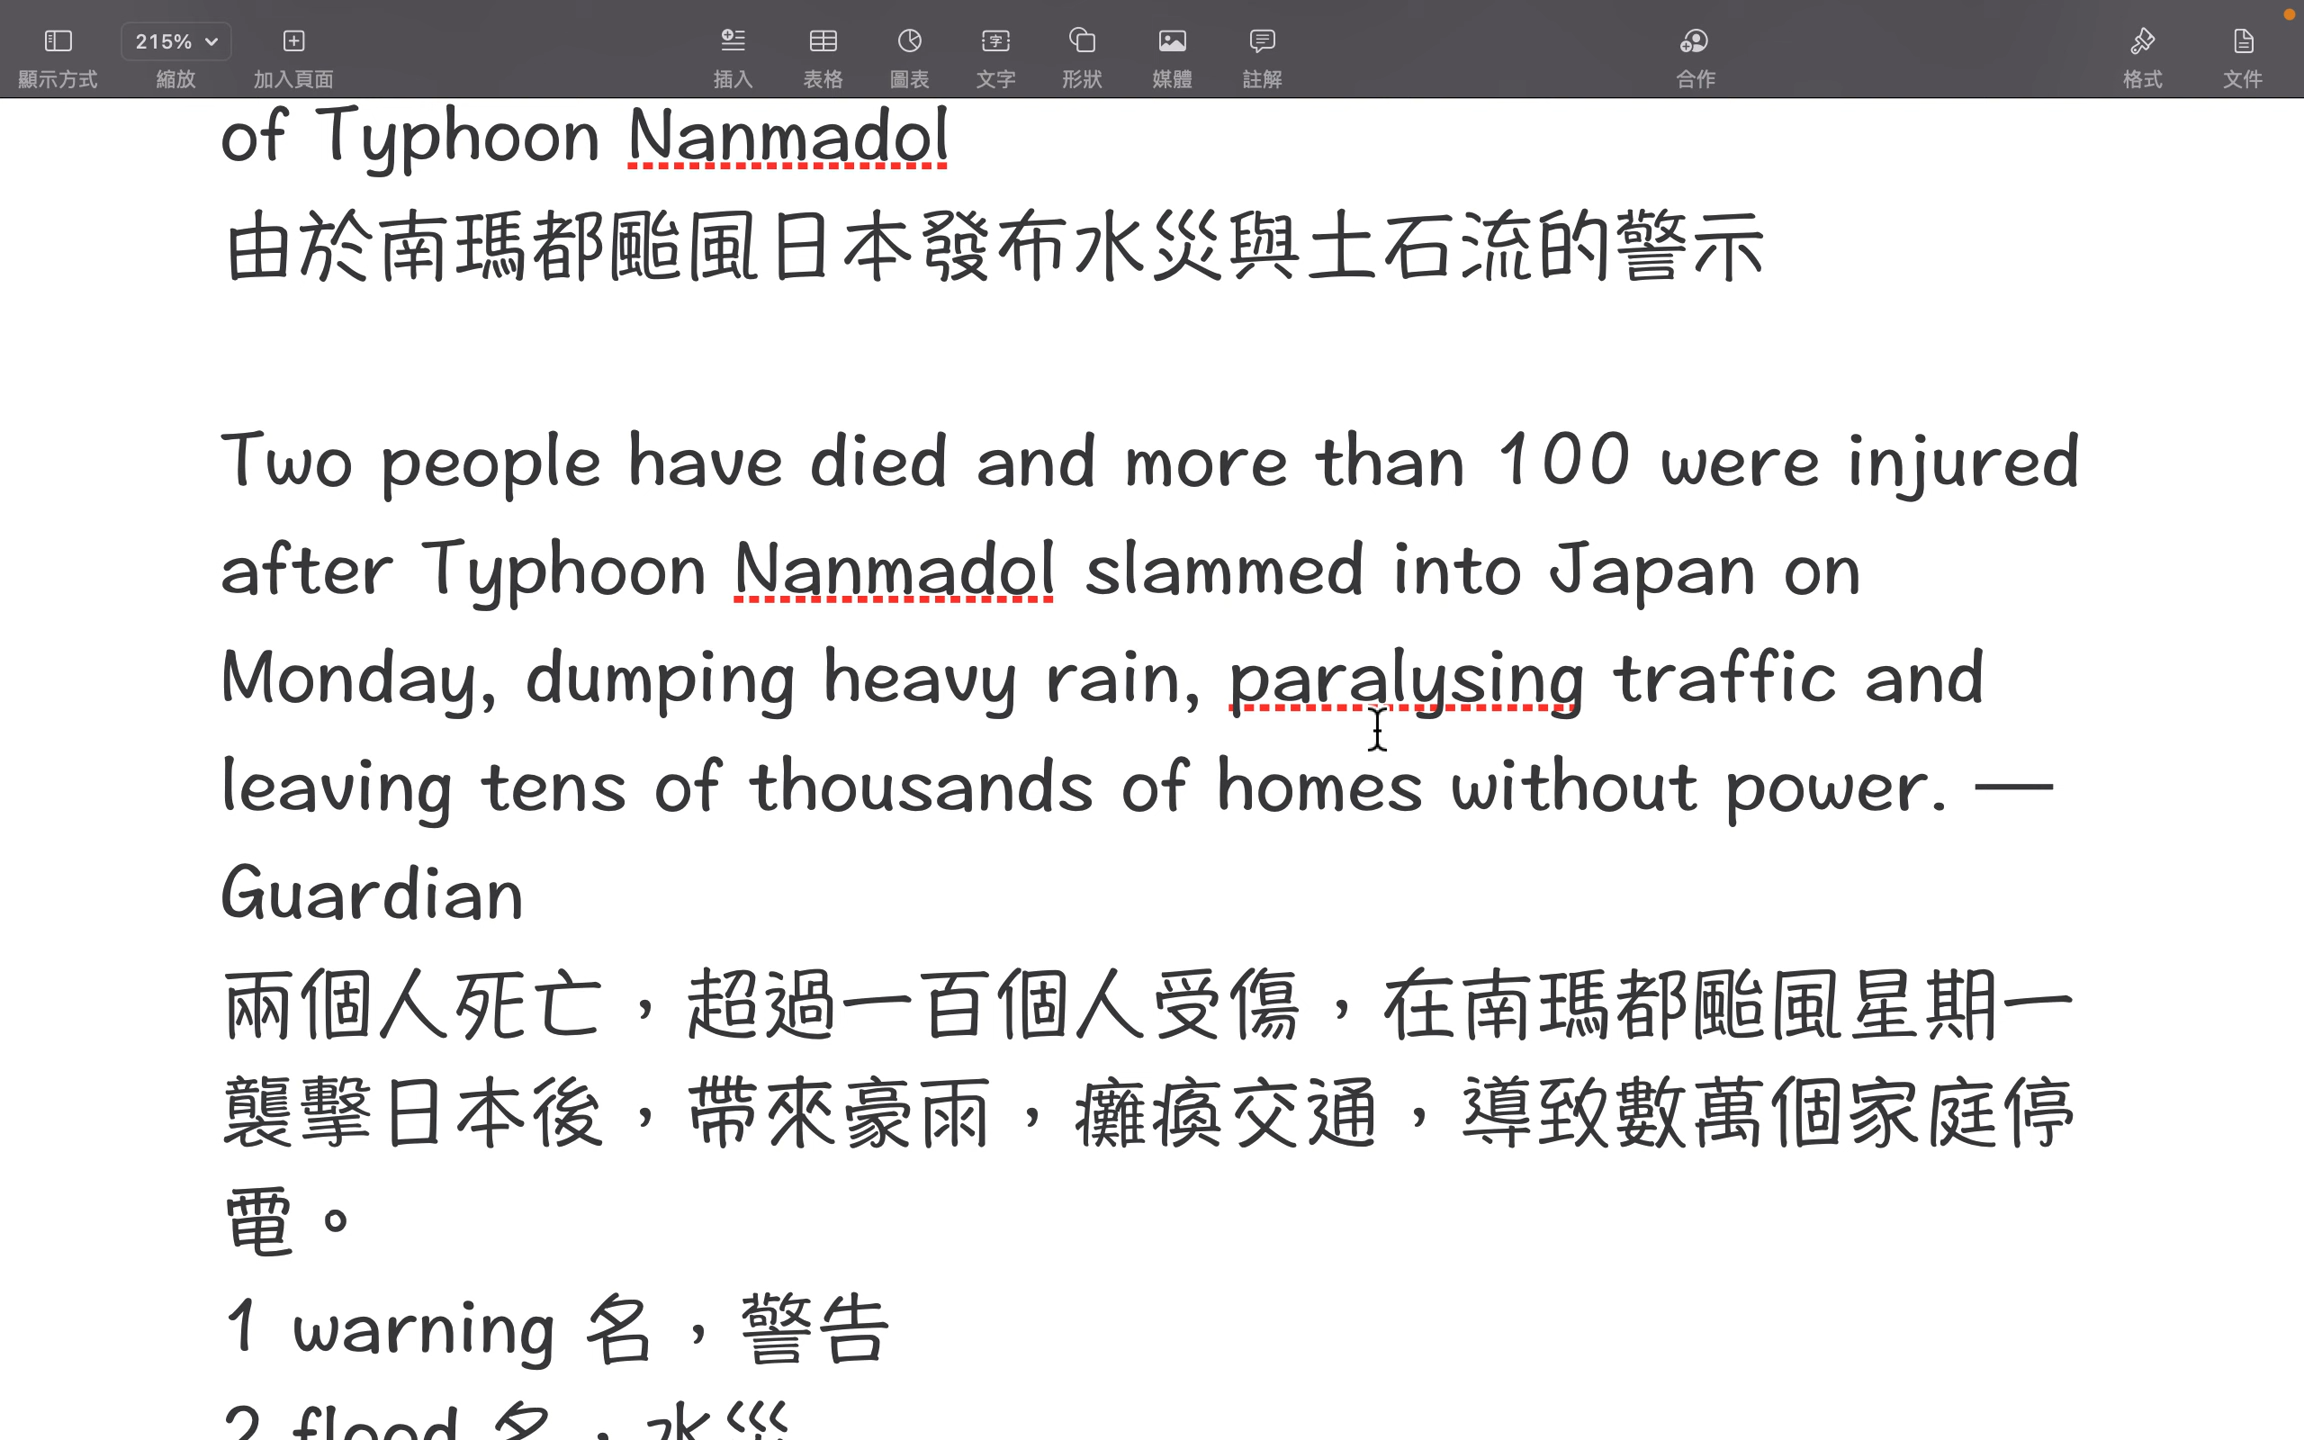 215%
顯示方式
縮放
加入頁面
插入
表格
圖表
文字
形狀
媒體
註解
合作
格式
文件
of Typhoon Nanmadol
由於南瑪都颱風日本發布水災與土石流的警示
Two people have died and more than 100 were injured
after Typhoon Nanmadol slammed into Japan on
Monday, dumping heavy rain, paralysing traffic and
leaving tens of thousands of homes without power. —
Guardian
兩個人死亡，超過一百個人受傷，在南瑪都颱風星期一
襲擊日本後，帶來豪雨，癱瘓交通，導致數萬個家庭停
電。
1 warning 名，警告
2 flood 名，水災